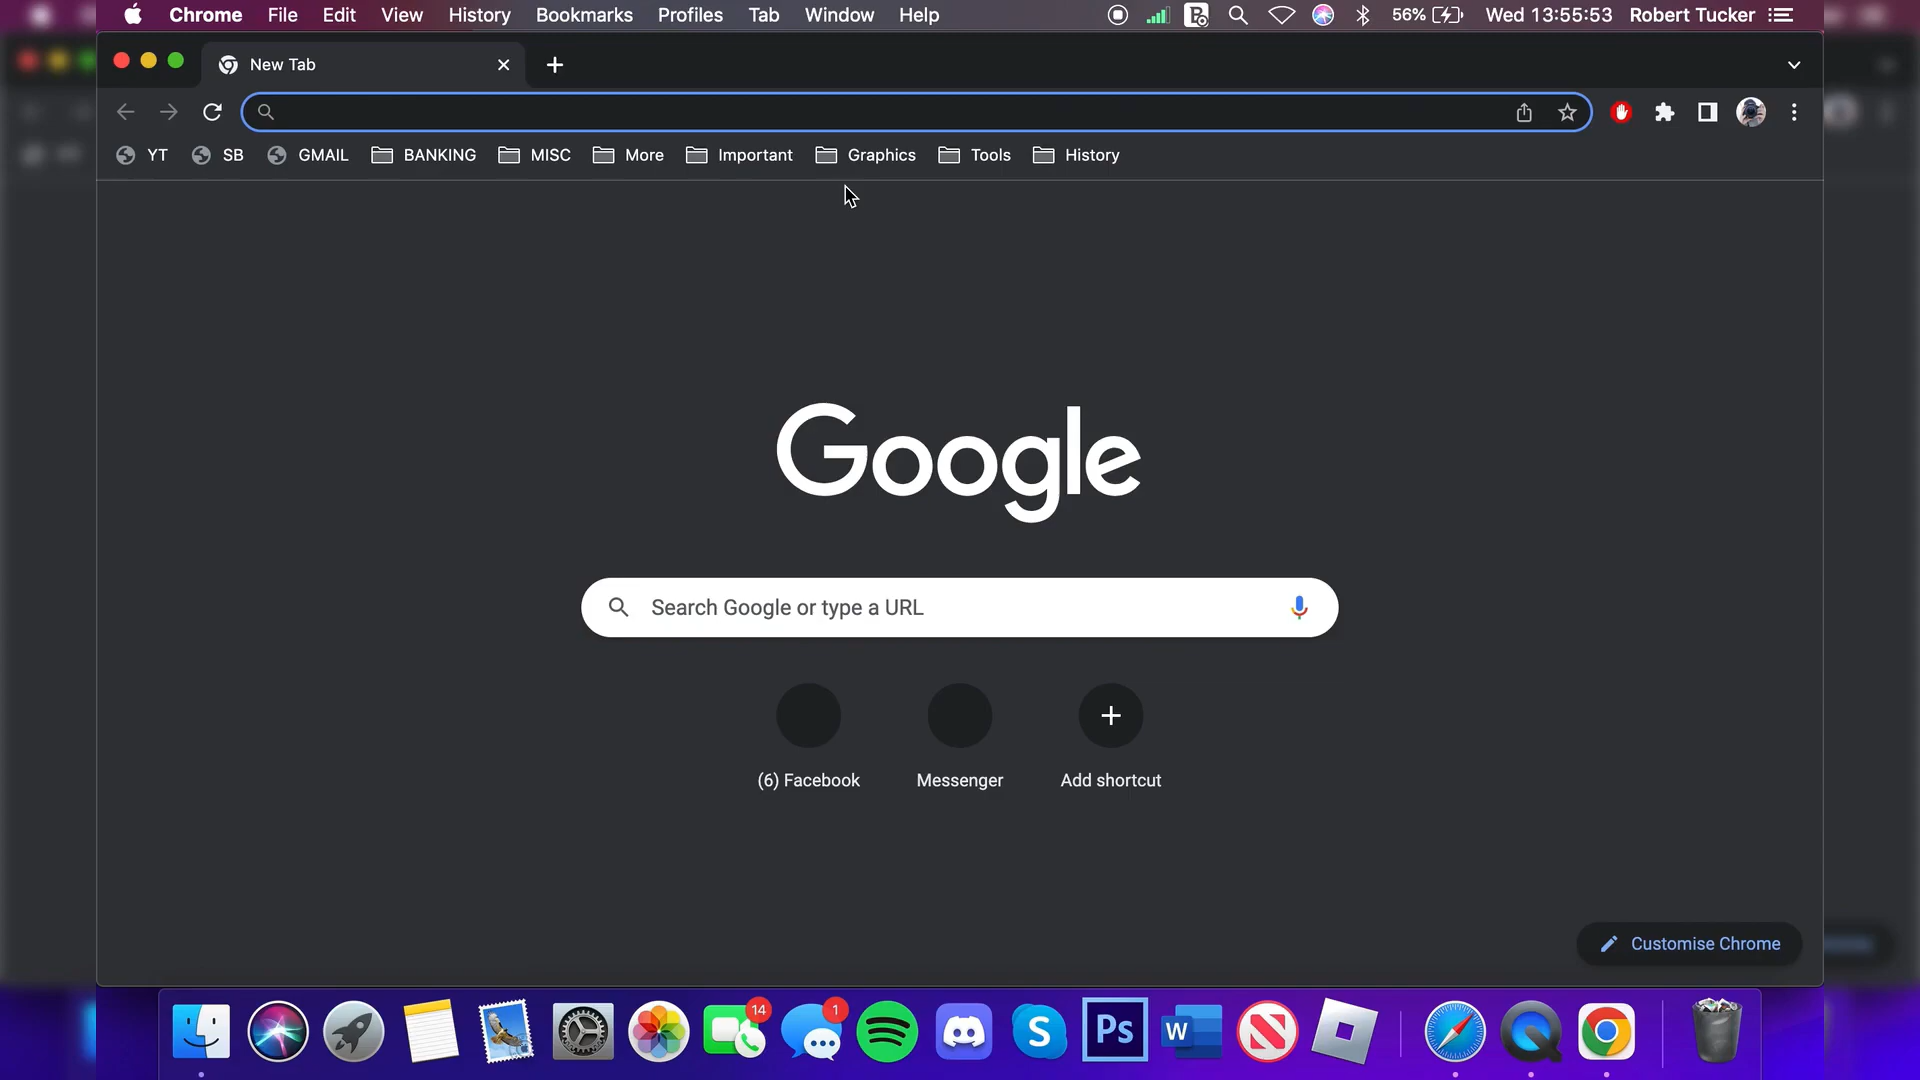 Chrome File Edit View History Bookmarks Profiles Tab Window Help 56% Wed 13:55:53 Robert Tucker
New Tab
YT SB GMAIL BANKING MISC More Important Graphics Tools History
Google
Search Google or type a URL
(6) Facebook Messenger Add shortcut
Customise Chrome
14 1 S Ps W N